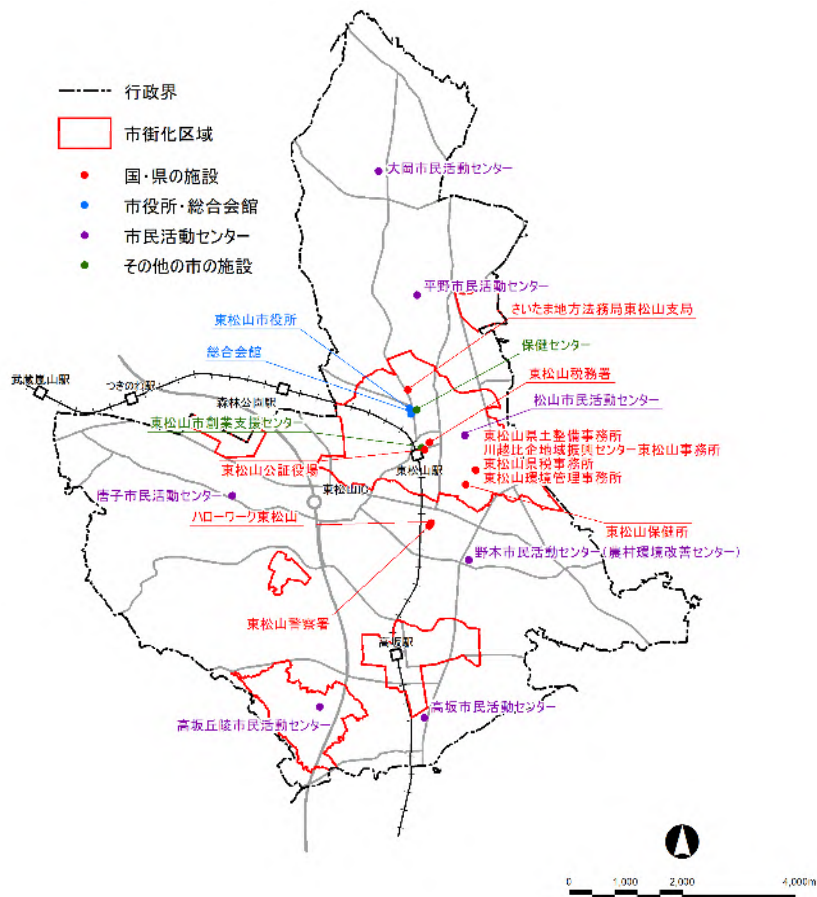 行政界
市街化区域
国・県の施設
市役所・総合会館
市民活動センター
その他の市の施設
大岡市民活動センター
平野市民活動センター
さいたま地方法務局東松山支局
東松山市役所
保健センター
総合会館
東松山税務署
武蔵嵐山駅
つきのわ駅
森林公園駅
松山市民活動センター
東松山市創業支援センター
東松山県土整備事務所
川越比企地域振興センター東松山事務所
東松山公証役場
東松山駅
東松山県税事務所
東松山環境管理事務所
唐子市民活動センター
東松山IC
ハローワーク東松山
東松山保健所
野本市民活動センター(農村環境改善センター)
東松山警察署
高坂駅
高坂丘陵市民活動センター
高坂市民活動センター
0 1,000 2,000 4,000m